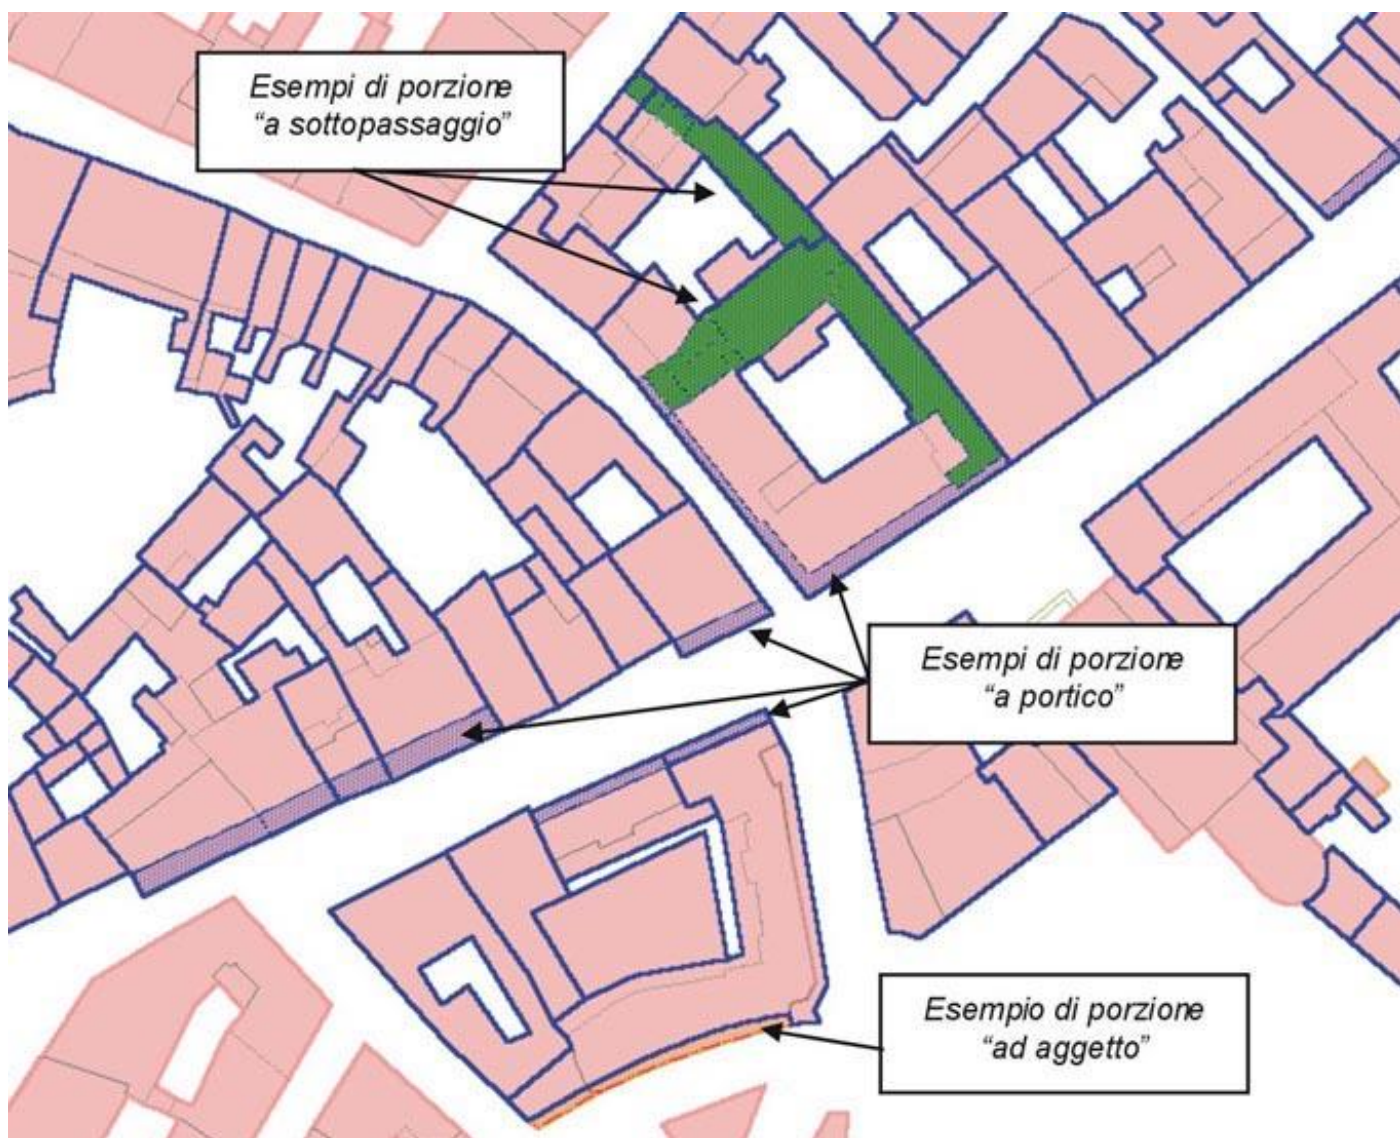 Esempi di porzione
“a sottopassaggio”
Esempi di porzione
“a portico”
Esempio di porzione
“ad aggetto”